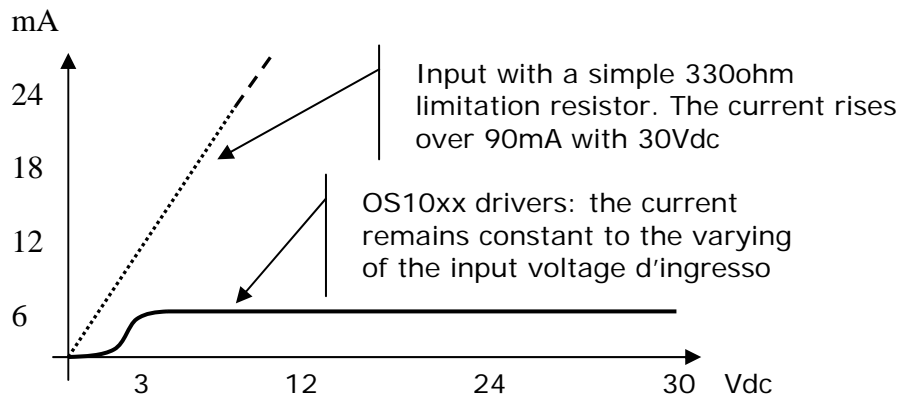 mA
24
Input with a simple 330ohm
limitation resistor. The current rises
over 90mA with 30Vdc
18
OS10xx drivers: the current
remains constant to the varying
of the input voltage d'ingresso
12
6
3 12 24 30 Vdc